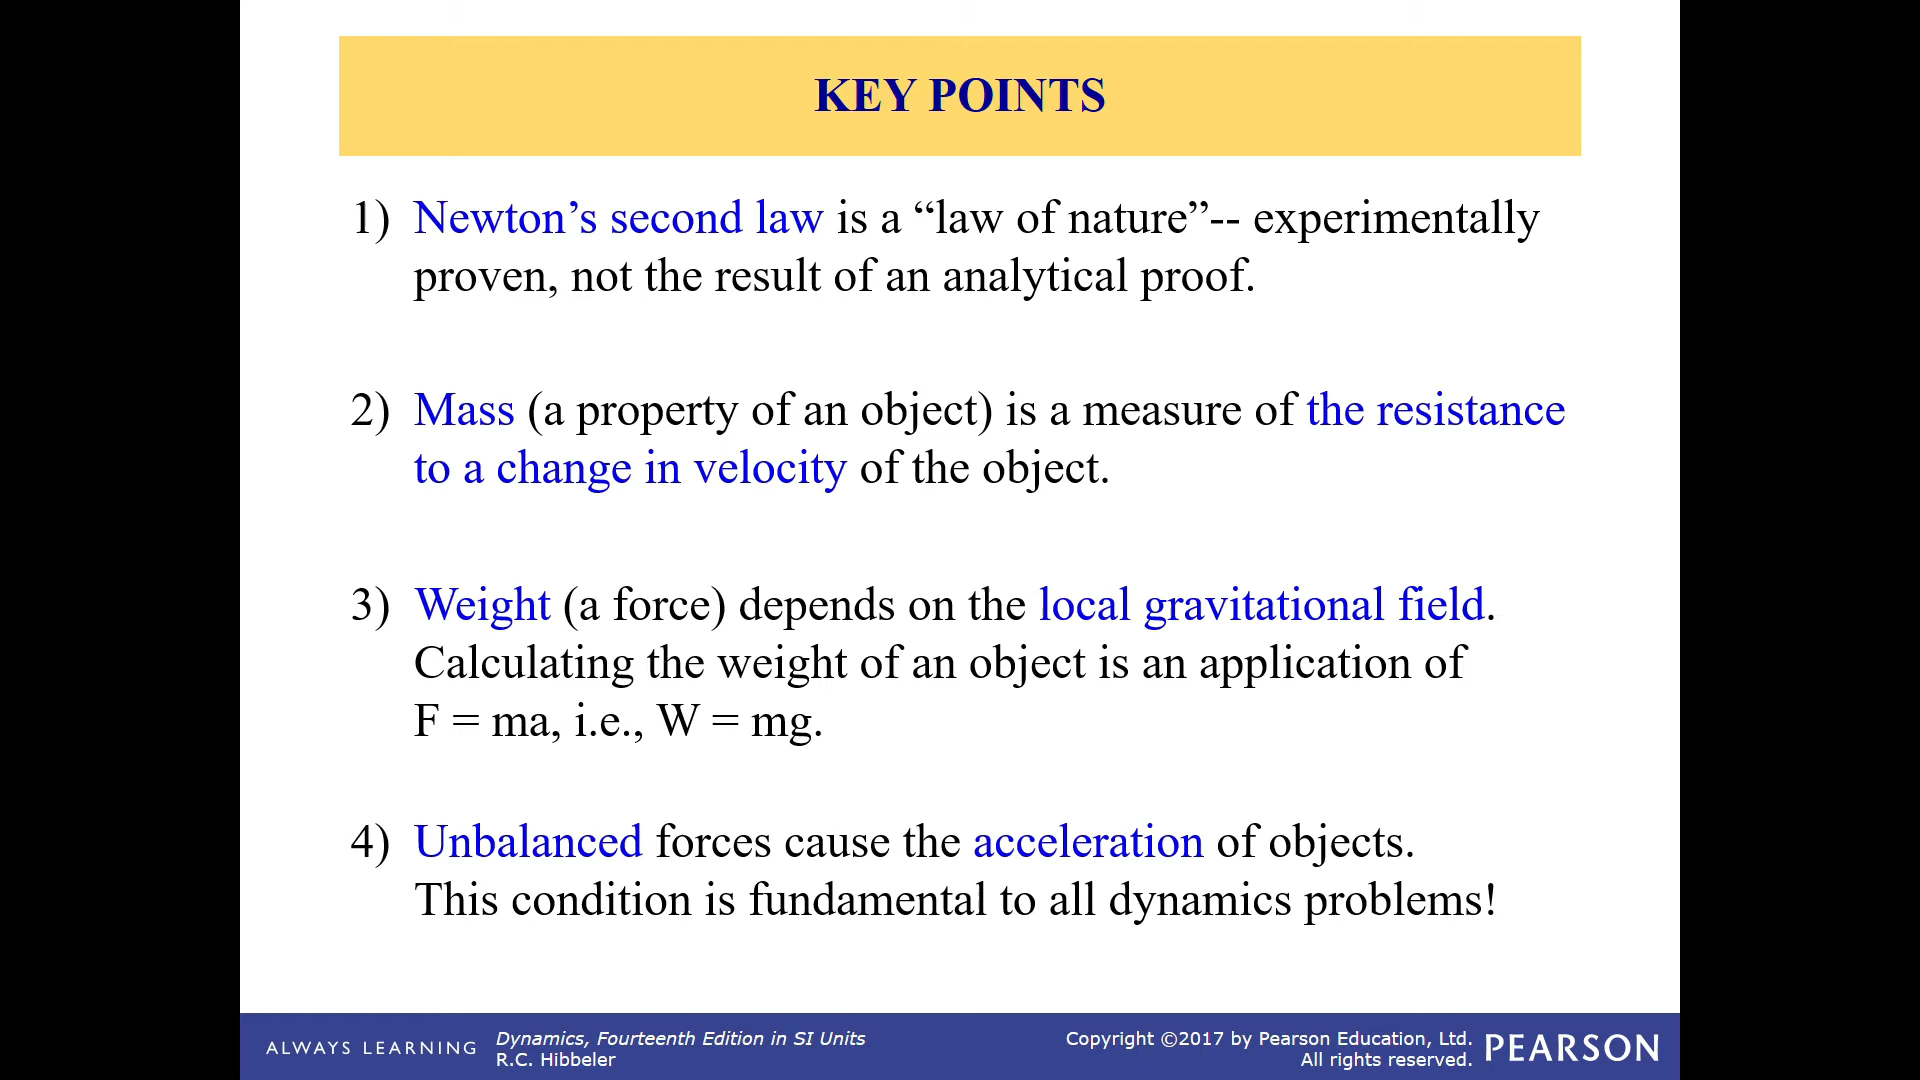 KEY POINTS
1) Newton’s second law is a “law of nature”-- experimentally
proven, not the result of an analytical proof.
2) Mass (a property of an object) is a measure of the resistance
to a change in velocity of the object.
3) Weight (a force) depends on the local gravitational field.
Calculating the weight of an object is an application of
F = ma, i.e., W = mg.
4) Unbalanced forces cause the acceleration of objects.
This condition is fundamental to all dynamics problems!
ALWAYS LEARNING
Dynamics, Fourteenth Edition in SI Units
R.C. Hibbeler
Copyright ©2017 by Pearson Education, Ltd.
All rights reserved.
PEARSON